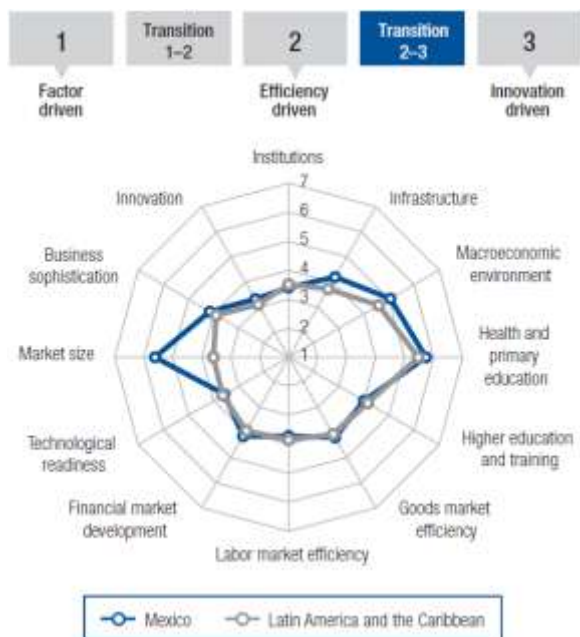 1
Transition
1–2
2
Transition
2–3
3
Factor
driven
Efficiency
driven
Innovation
driven
Institutions
7
Innovation
6
Infrastructure
5
Business
sophistication
4
Macroeconomic
environment
3
2
Market size
1
Health and
primary
education
Technological
readiness
Higher education
and training
Financial market
development
Goods market
efficiency
Labor market efficiency
Mexico
Latin America and the Caribbean